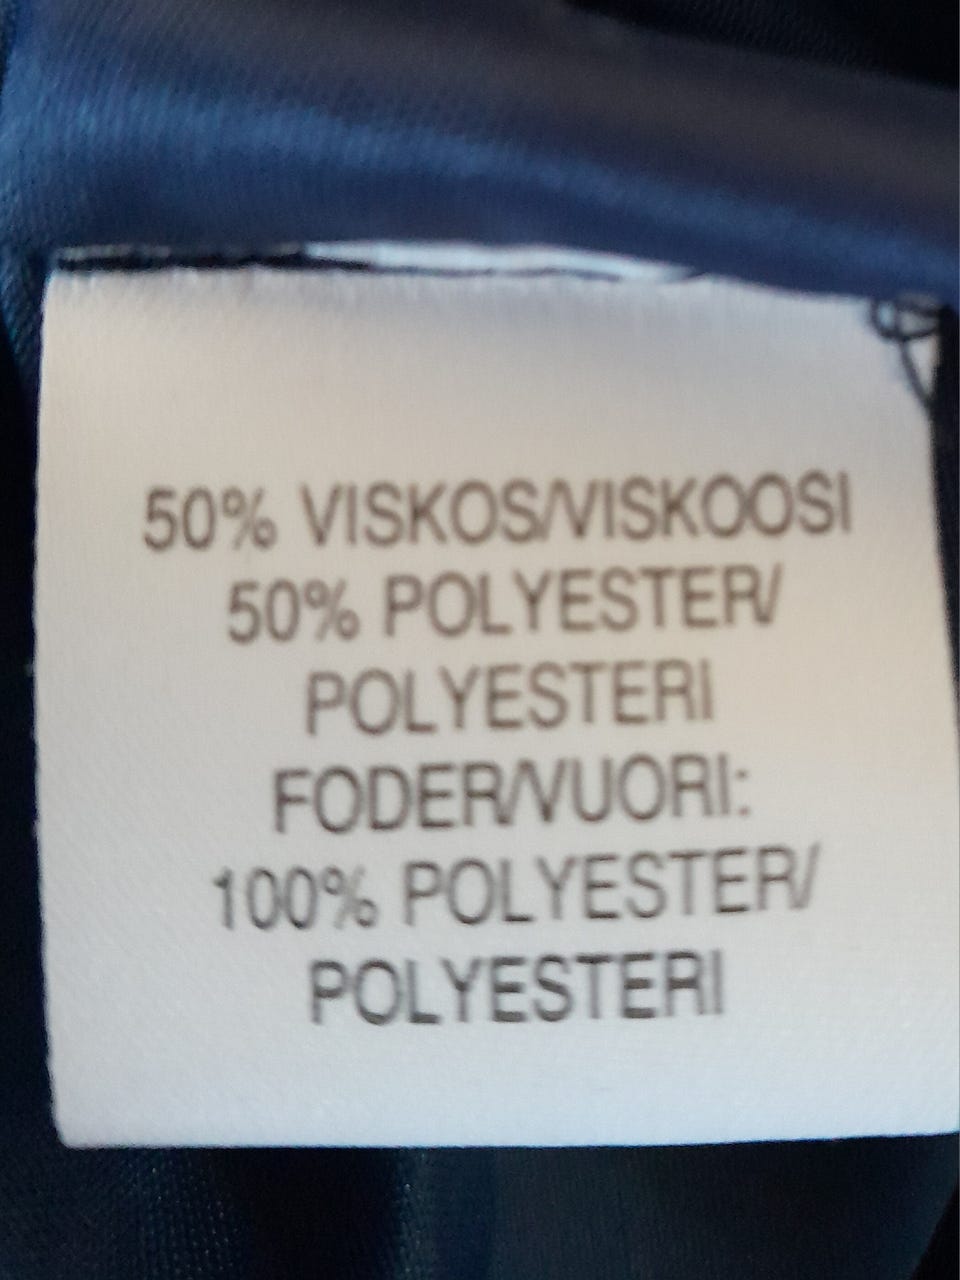 50% VISKOS/VISKOOSI
50% POLYESTER/
POLYESTERI
FODER/VUORI:
100% POLYESTER/
POLYESTERI